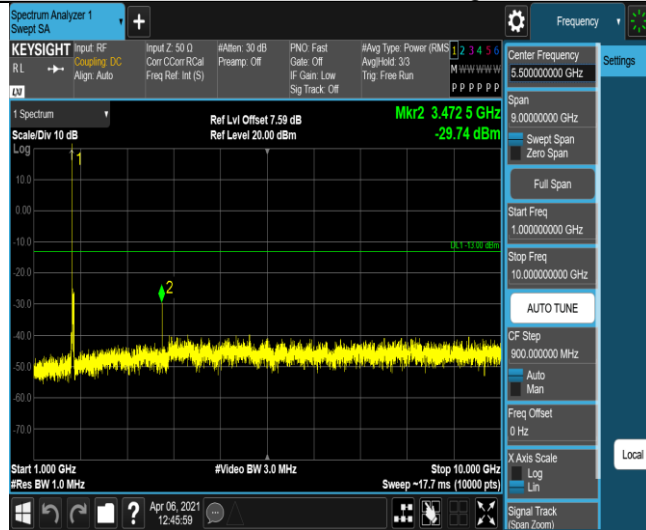 Spectrum Analyzer 1
Swept SA
Frequency
KEYSIGHT
R L
LXI
Input: RF
Coupling: DC
Align: Auto
Input Z: 50 Ω
Corr CCorr RCal
Freq Ref: Int (S)
#Atten: 30 dB
Preamp: Off
PNO: Fast
Gate: Off
IF Gain: Low
Sig Track: Off
#Avg Type: Power (RMS
Avg|Hold: 3/3
Trig: Free Run
1 2 3 4 5 6
M W W W W W
P P P P P P
1 Spectrum
Scale/Div 10 dB
Ref Lvl Offset 7.59 dB
Ref Level 20.00 dBm
Mkr2 3.472 5 GHz
-29.74 dBm
Log
1
10.0
0.00
-10.0
DL1 -13.00 dBm
-20.0
2
-30.0
-40.0
-50.0
-60.0
-70.0
Start 1.000 GHz
#Res BW 1.0 MHz
#Video BW 3.0 MHz
Stop 10.000 GHz
Sweep ~17.7 ms (10000 pts)
?
Apr 06, 2021
12:45:59
Center Frequency
5.500000000 GHz
Settings
Span
9.00000000 GHz
Swept Span
Zero Span
Full Span
Start Freq
1.000000000 GHz
Stop Freq
10.000000000 GHz
AUTO TUNE
CF Step
900.000000 MHz
Auto
Man
Freq Offset
0 Hz
X Axis Scale
Log
Lin
Local
Signal Track
(Span Zoom)